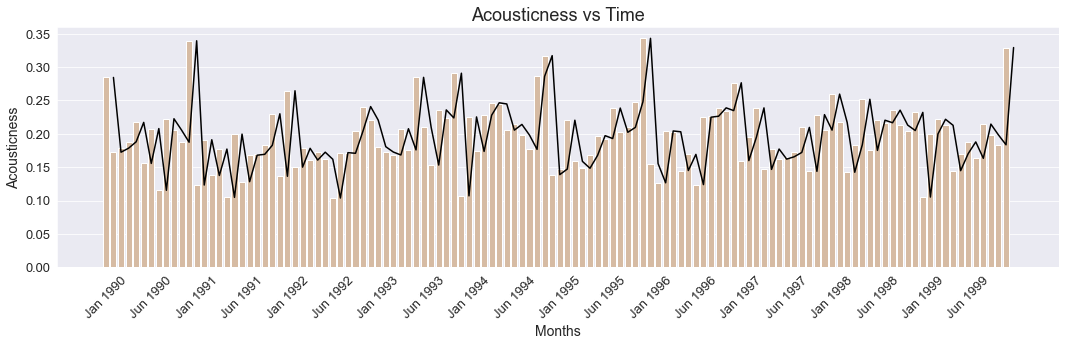 Acousticness vs Time
Acousticness
0.35
0.30
0.25
0.20
0.15
0.10
0.05
0.00
Jan 1990
Jun 1990
Jan 1991
Jun 1991
Jan 1992
Jun 1992
Jan 1993
Jun 1993
Jan 1994
Jun 1994
Jan 1995
Jun 1995
Jan 1996
Jun 1996
Jan 1997
Jun 1997
Jan 1998
Jun 1998
Jan 1999
Jun 1999
Months